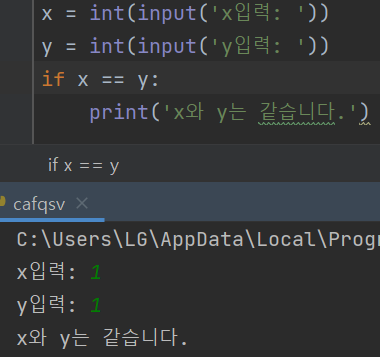 x = int(input('x입력: '))
y = int(input('y입력: '))
if x == y:
    print('x와 y는 같습니다.')
if x == y
cafqsv
C:\Users\LG\AppData\Local\Prog
x입력: 1
y입력: 1
x와 y는 같습니다.